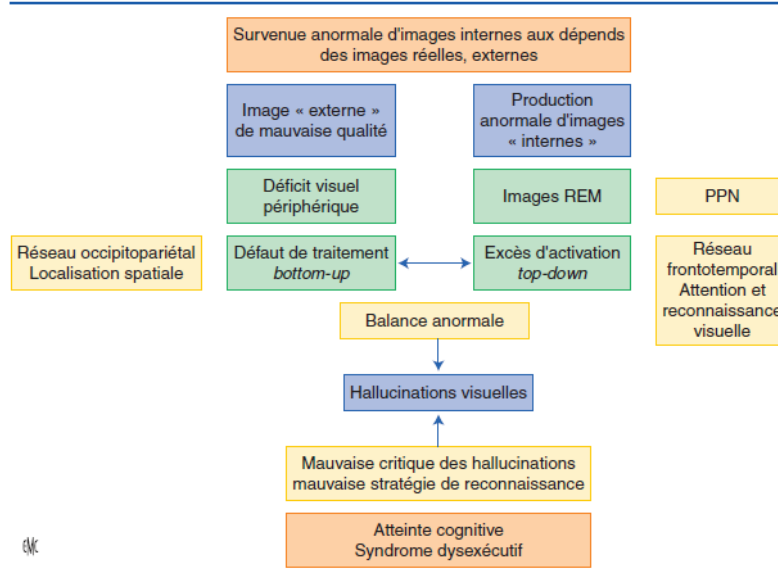 Survenue anormale d'images internes aux dépends
des images réelles, externes
Image « externe »
de mauvaise qualité
Production
anormale d'images
« internes »
Déficit visuel
périphérique
Images REM
PPN
Réseau occipitopariétal
Localisation spatiale
Défaut de traitement
bottom-up
Excès d'activation
top-down
Réseau
frontotemporal
Attention et
reconnaissance
visuelle
Balance anormale
Hallucinations visuelles
Mauvaise critique des hallucinations
mauvaise stratégie de reconnaissance
Atteinte cognitive
Syndrome dysexécutif
EMC